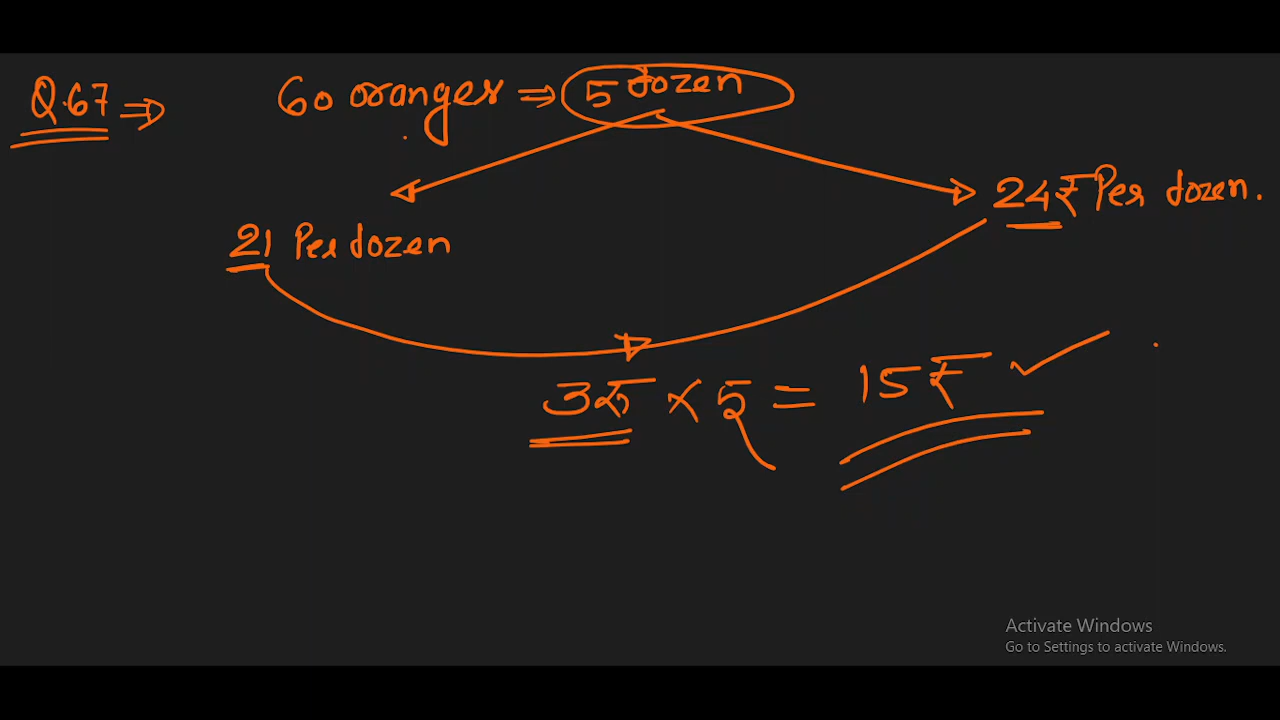 Q.67 ⇒ 60 oranges ⇒ 5 dozen
21 Per dozen
24₹ Per dozen.
3₹ × 5 = 15₹ ✓
Activate Windows
Go to Settings to activate Windows.